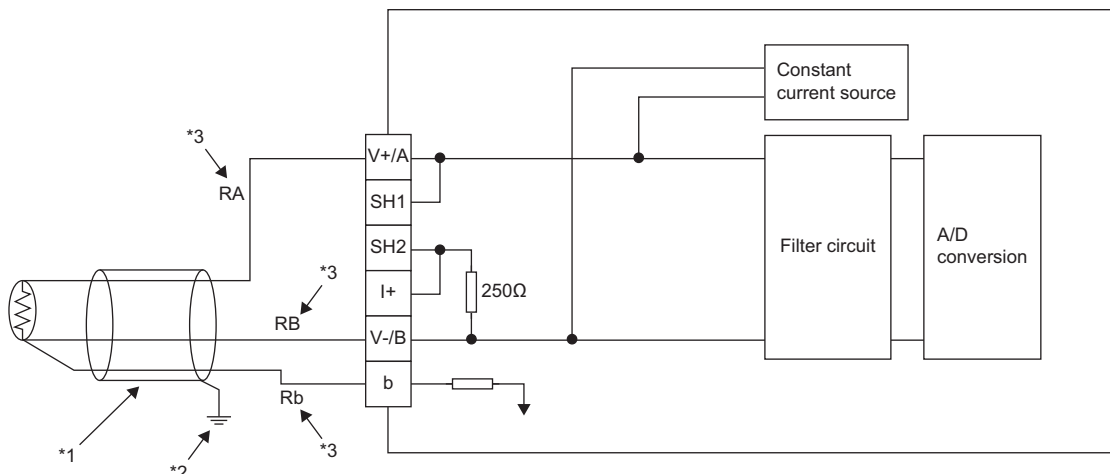 Constant
current source
*3
V+/A
RA
SH1
SH2
Filter circuit
A/D
conversion
*3
I+
250Ω
RB
V-/B
b
Rb
*3
*1
*2